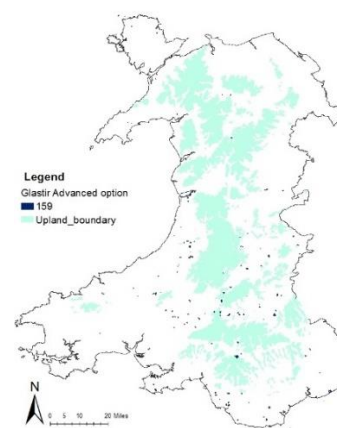 Legend
Glastir Advanced option
159
Upland_boundary
N
0 5 10 20 Miles